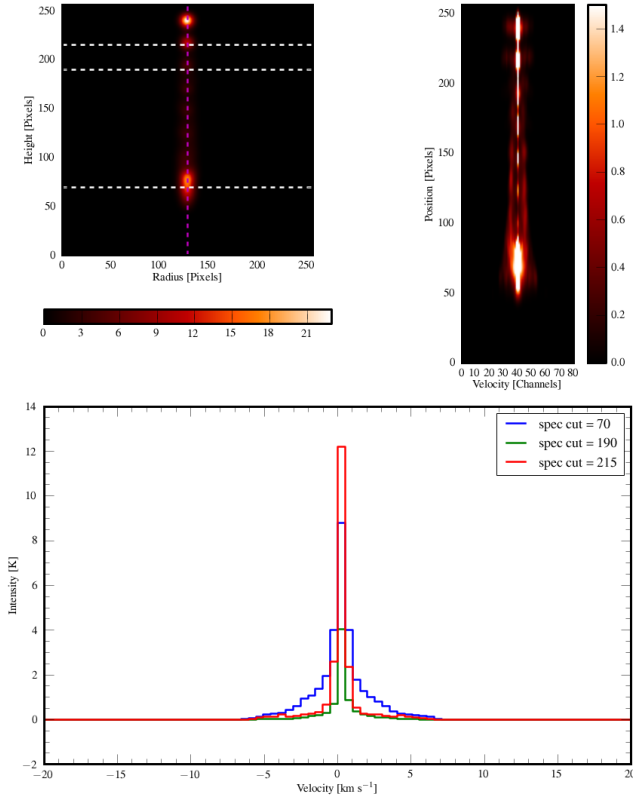 250
200
150
100
50
0
Height [Pixels]
0 50 100 150 200 250
Radius [Pixels]
0 3 6 9 12 15 18 21
250
200
150
100
50
0
Position [Pixels]
0 10 20 30 40 50 60 70 80
Velocity [Channels]
1.4
1.2
1.0
0.8
0.6
0.4
0.2
0.0
14
12
10
8
6
4
2
0
−2
Intensity [K]
spec cut = 70
spec cut = 190
spec cut = 215
−20 −15 −10 −5 0 5 10 15 20
Velocity [km s⁻¹]